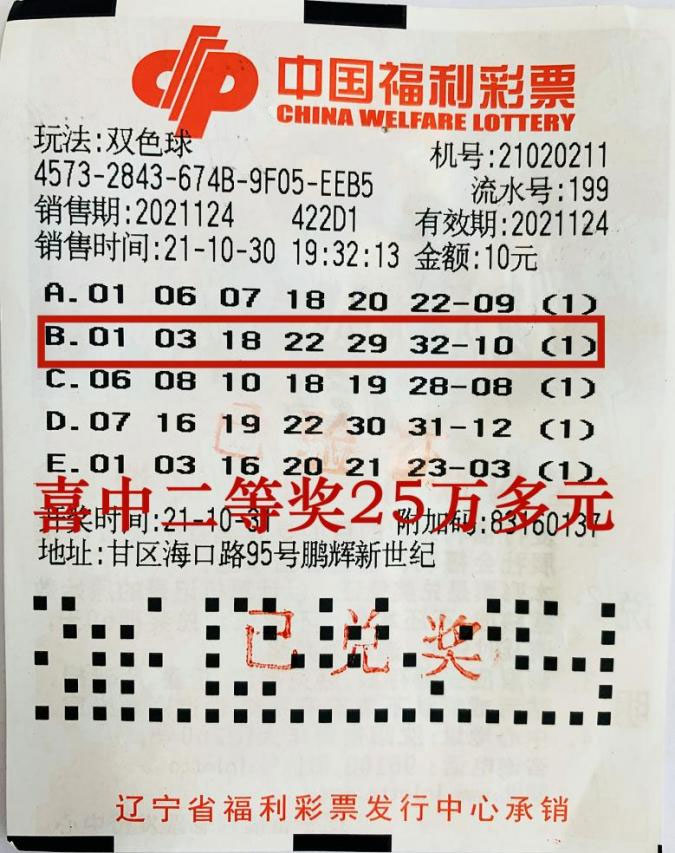 中国福利彩票
CHINA WELFARE LOTTERY
玩法:双色球 机号:21020211
4573-2843-674B-9F05-EEB5 流水号:199
销售期:2021124 422D1 有效期:2021124
销售时间:21-10-30 19:32:13 金额:10元
A.01 06 07 18 20 22-09 (1)
B.01 03 18 22 29 32-10 (1)
C.06 08 10 18 19 28-08 (1)
D.07 16 19 22 30 31-12 (1)
E.01 03 16 20 21 23-03 (1)
喜中二等奖25万多元
开奖时间:21-10-31 附加码:83160137
地址:甘区海口路95号鹏辉新世纪
已兑奖
辽宁省福利彩票发行中心承销